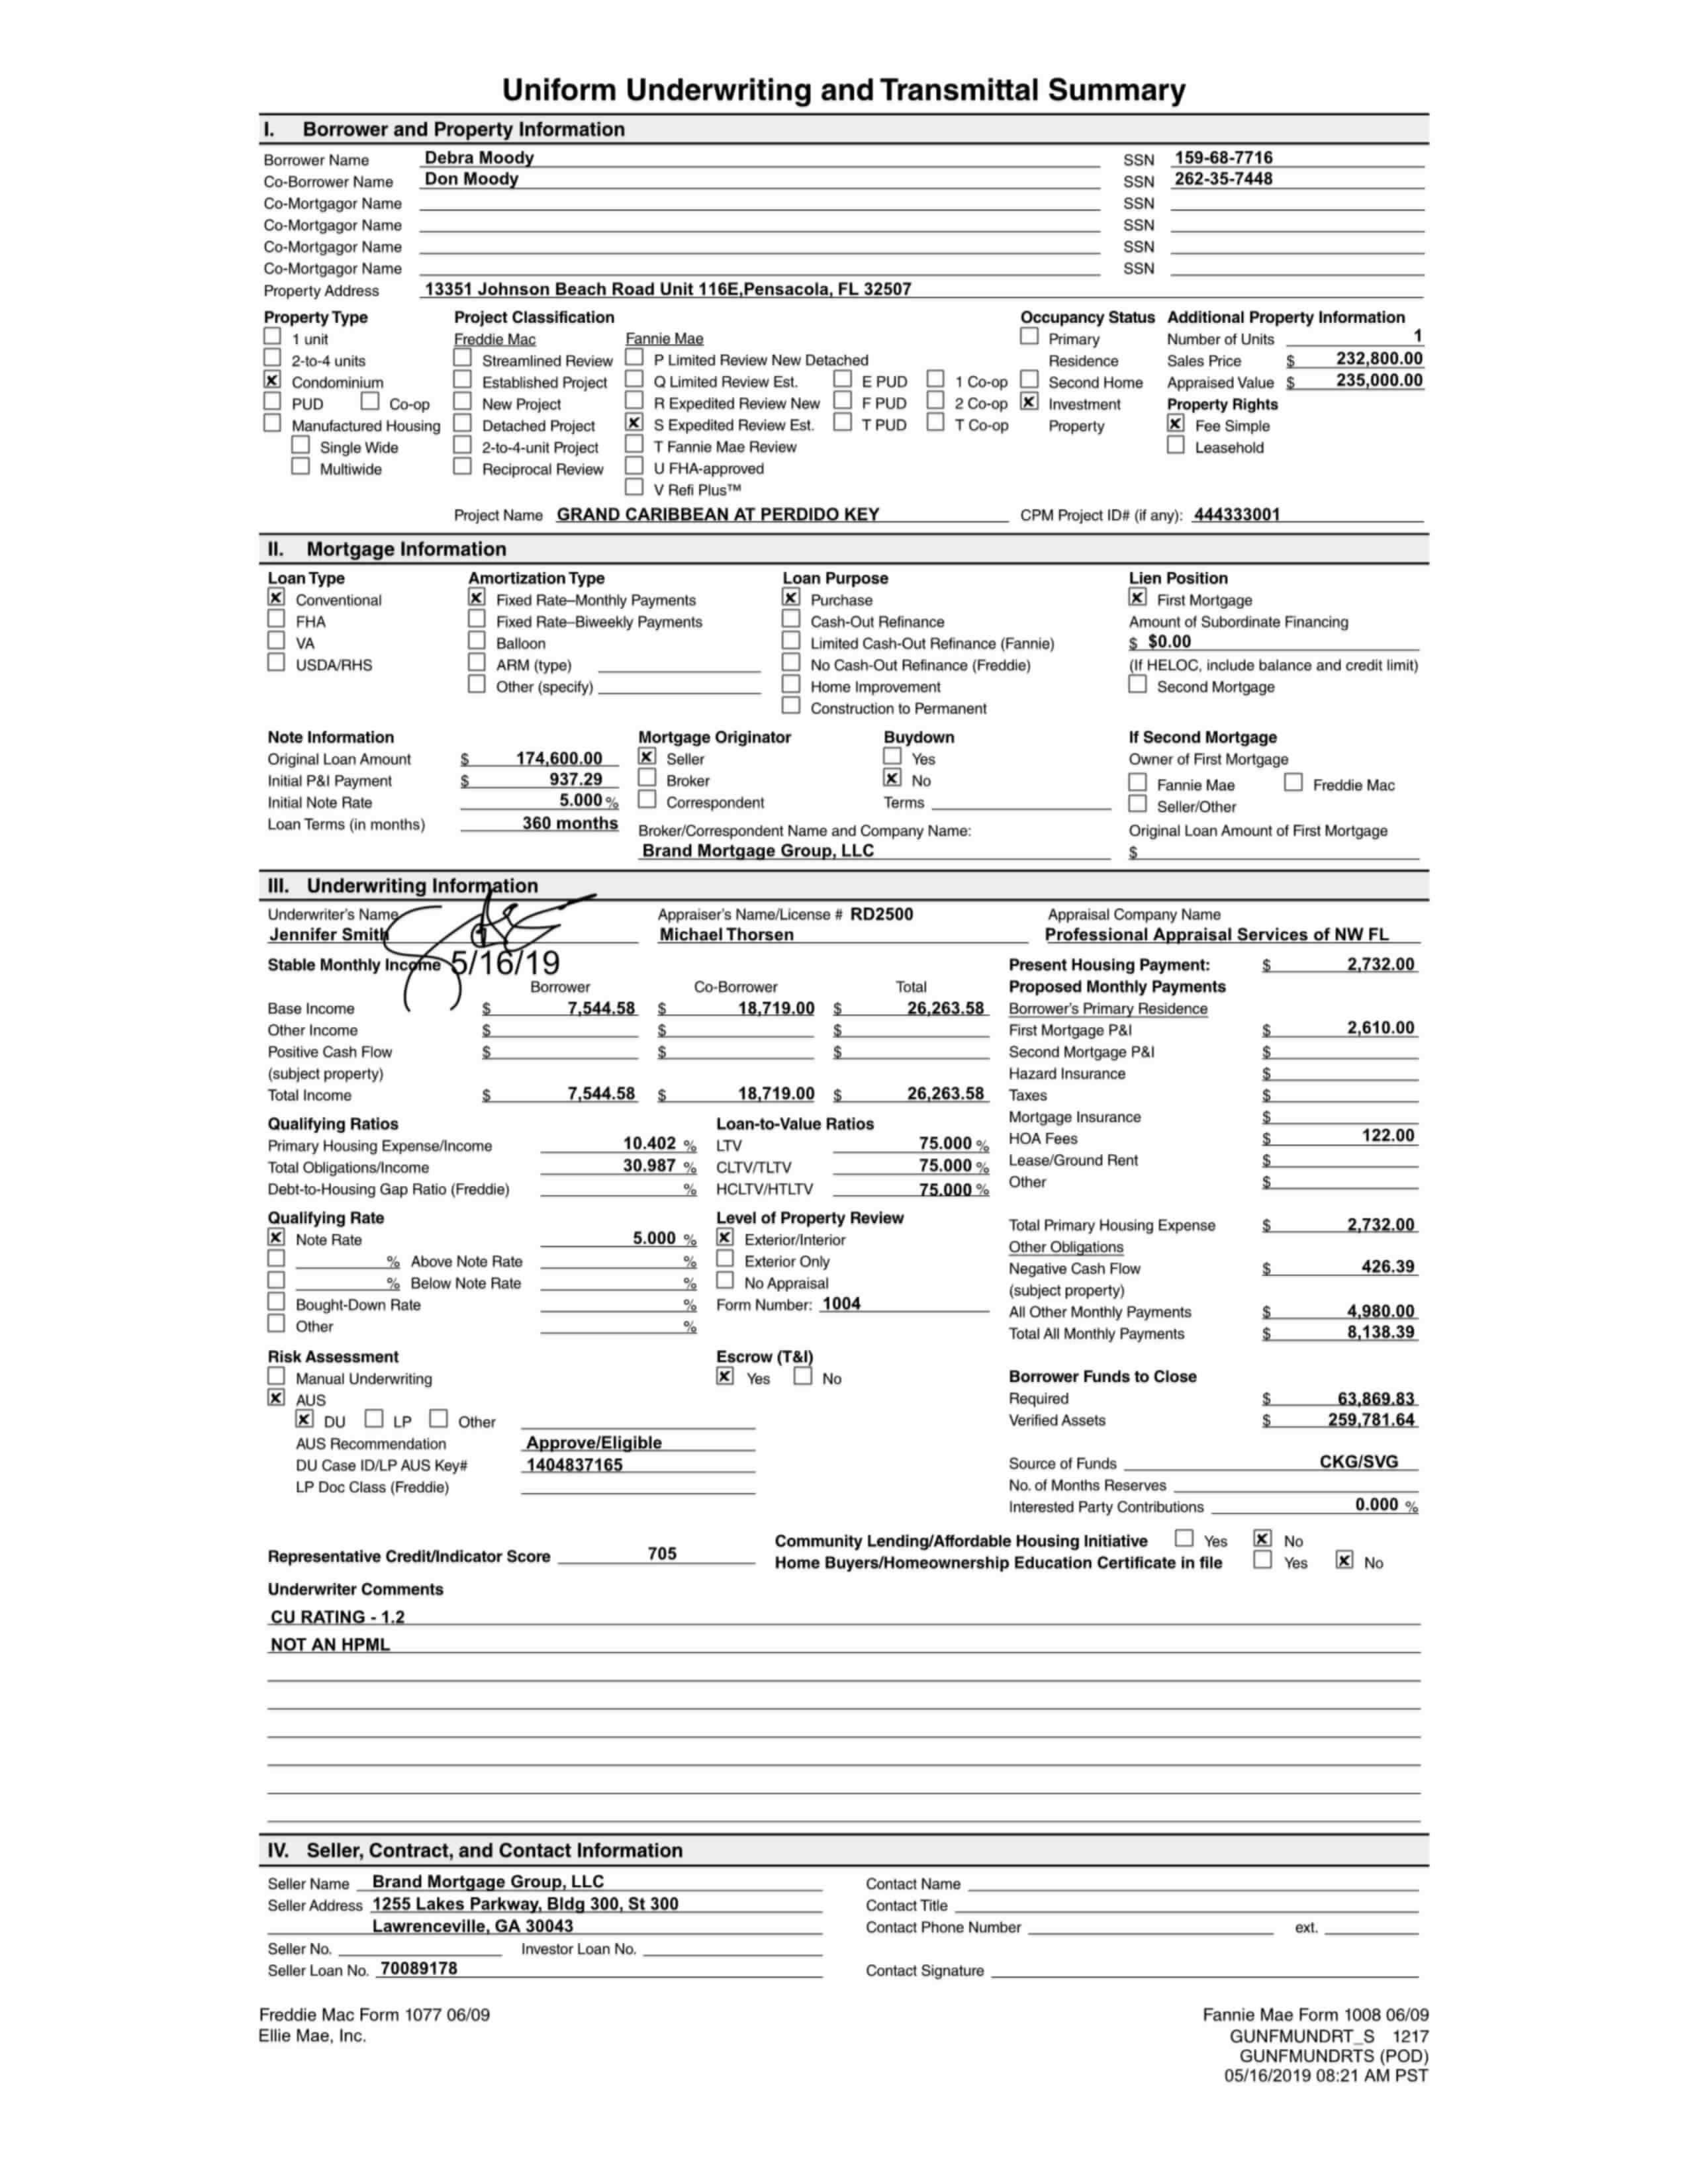 Uniform Underwriting and Transmittal Summary
I. Borrower and Property Information
Borrower Name Debra Moody SSN 159-68-7716
Co-Borrower Name Don Moody SSN 262-35-7448
Co-Mortgagor Name SSN
Co-Mortgagor Name SSN
Co-Mortgagor Name SSN
Co-Mortgagor Name SSN
Property Address 13351 Johnson Beach Road Unit 116E,Pensacola, FL 32507
Property Type Project Classification Occupancy Status Additional Property Information
1 unit Freddie Mac Fannie Mae Primary Number of Units 1
2-to-4 units Streamlined Review P Limited Review New Detached Residence Sales Price $ 232,800.00
Condominium Established Project Q Limited Review Est. E PUD 1 Co-op Second Home Appraised Value $ 235,000.00
PUD Co-op New Project R Expedited Review New F PUD 2 Co-op Investment Property Rights
Manufactured Housing Detached Project S Expedited Review Est. T PUD T Co-op Property Fee Simple
Single Wide 2-to-4-unit Project T Fannie Mae Review Leasehold
Multiwide Reciprocal Review U FHA-approved
V Refi Plus™
Project Name GRAND CARIBBEAN AT PERDIDO KEY CPM Project ID# (if any): 444333001
II. Mortgage Information
Loan Type Amortization Type Loan Purpose Lien Position
Conventional Fixed Rate–Monthly Payments Purchase First Mortgage
FHA Fixed Rate–Biweekly Payments Cash-Out Refinance Amount of Subordinate Financing
VA Balloon Limited Cash-Out Refinance (Fannie) $ $0.00
USDA/RHS ARM (type) No Cash-Out Refinance (Freddie) (If HELOC, include balance and credit limit)
Other (specify) Home Improvement Second Mortgage
Construction to Permanent
Note Information Mortgage Originator Buydown If Second Mortgage
Original Loan Amount $ 174,600.00 Seller Yes Owner of First Mortgage
Initial P&I Payment $ 937.29 Broker No Fannie Mae Freddie Mac
Initial Note Rate 5.000 % Correspondent Terms Seller/Other
Loan Terms (in months) 360 months Broker/Correspondent Name and Company Name: Original Loan Amount of First Mortgage
Brand Mortgage Group, LLC $
III. Underwriting Information
Underwriter's Name Appraiser's Name/License # RD2500 Appraisal Company Name
Jennifer Smith Michael Thorsen Professional Appraisal Services of NW FL
Stable Monthly Income 5/16/19 Present Housing Payment: $ 2,732.00
Borrower Co-Borrower Total Proposed Monthly Payments
Base Income $ 7,544.58 $ 18,719.00 $ 26,263.58 Borrower's Primary Residence
Other Income $ $ $ First Mortgage P&I $ 2,610.00
Positive Cash Flow $ $ $ Second Mortgage P&I $
(subject property) Hazard Insurance $
Total Income $ 7,544.58 $ 18,719.00 $ 26,263.58 Taxes $
Qualifying Ratios Loan-to-Value Ratios Mortgage Insurance $
Primary Housing Expense/Income 10.402 % LTV 75.000 % HOA Fees $ 122.00
Total Obligations/Income 30.987 % CLTV/TLTV 75.000 % Lease/Ground Rent $
Debt-to-Housing Gap Ratio (Freddie) % HCLTV/HTLTV 75.000 % Other $
Qualifying Rate Level of Property Review Total Primary Housing Expense $ 2,732.00
Note Rate 5.000 % Exterior/Interior Other Obligations
% Above Note Rate % Exterior Only Negative Cash Flow $ 426.39
% Below Note Rate % No Appraisal (subject property)
Bought-Down Rate % Form Number: 1004 All Other Monthly Payments $ 4,980.00
Other % Total All Monthly Payments $ 8,138.39
Risk Assessment Escrow (T&I)
Manual Underwriting Yes No Borrower Funds to Close
AUS Required $ 63,869.83
DU LP Other Verified Assets $ 259,781.64
AUS Recommendation Approve/Eligible
DU Case ID/LP AUS Key# 1404837165 Source of Funds CKG/SVG
LP Doc Class (Freddie) No. of Months Reserves
Interested Party Contributions 0.000 %
Community Lending/Affordable Housing Initiative Yes No
Representative Credit/Indicator Score 705 Home Buyers/Homeownership Education Certificate in file Yes No
Underwriter Comments
CU RATING - 1.2
NOT AN HPML
IV. Seller, Contract, and Contact Information
Seller Name Brand Mortgage Group, LLC Contact Name
Seller Address 1255 Lakes Parkway, Bldg 300, St 300 Contact Title
Lawrenceville, GA 30043 Contact Phone Number ext.
Seller No. Investor Loan No.
Seller Loan No. 70089178 Contact Signature
Freddie Mac Form 1077 06/09 Fannie Mae Form 1008 06/09
Ellie Mae, Inc. GUNFMUNDRT_S 1217
GUNFMUNDRTS (POD)
05/16/2019 08:21 AM PST